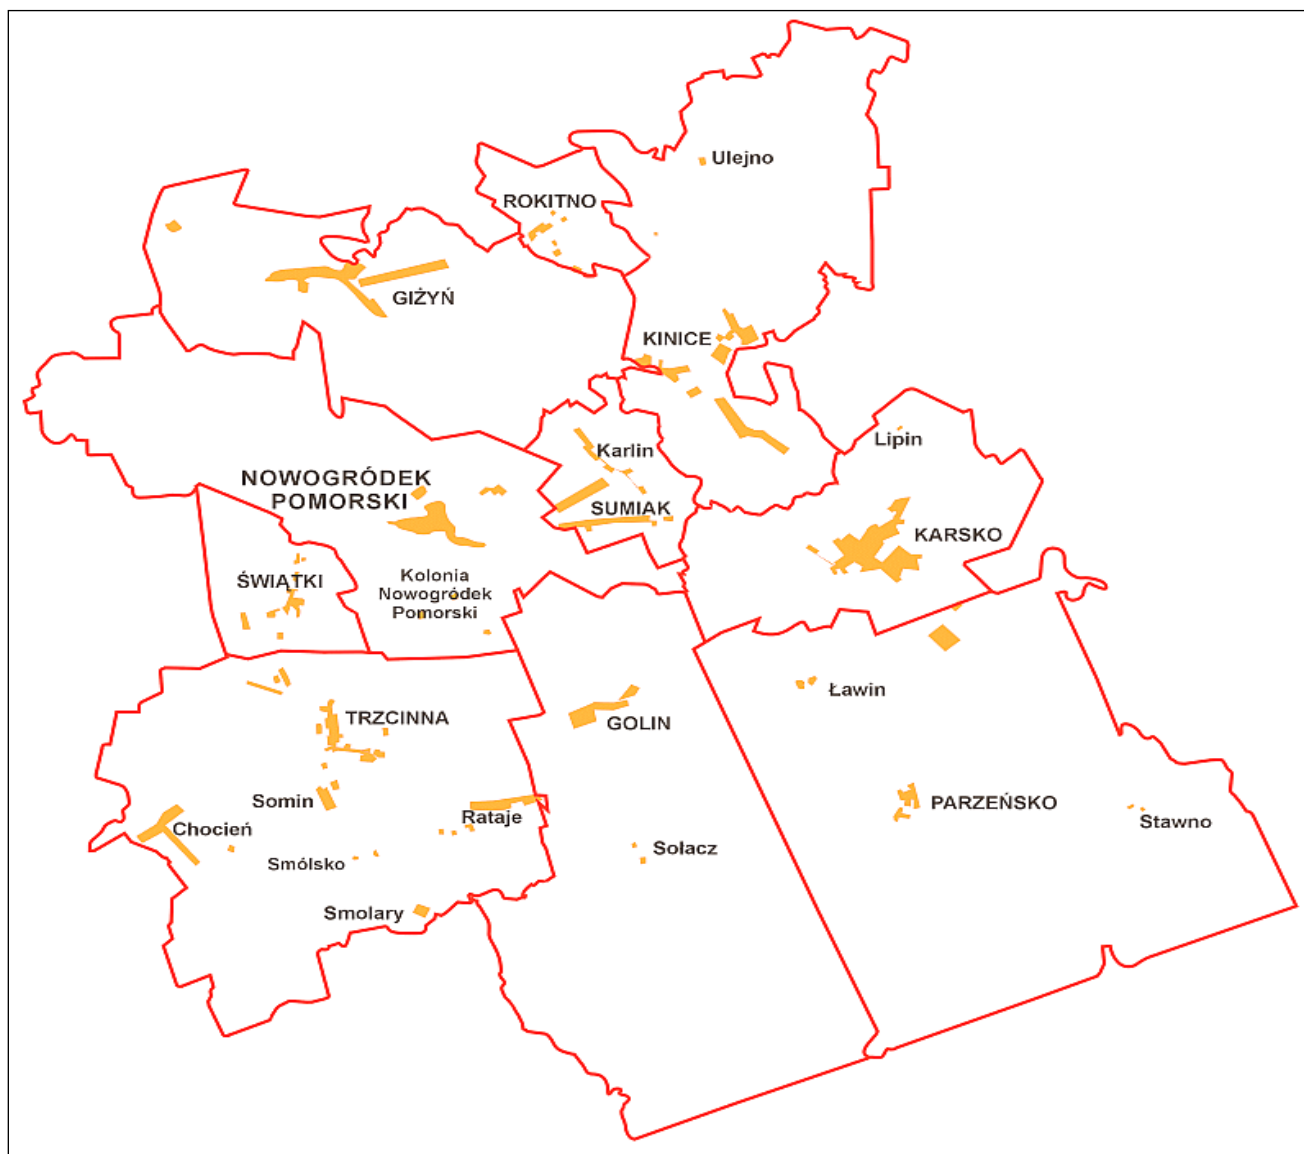 Ulejno
ROKITNO
GIŻYŃ
KINICE
Lipin
Karlin
NOWOGRÓDEK
POMORSKI
SUMIAK
KARSKO
ŚWIĄTKI
Kolonia
Nowogródek
Pomorski
Ławin
TRZCINNA
GOLIN
Somin
PARZEŃSKO
Rataje
Stawno
Chocień
Sołacz
Smólsko
Smolary